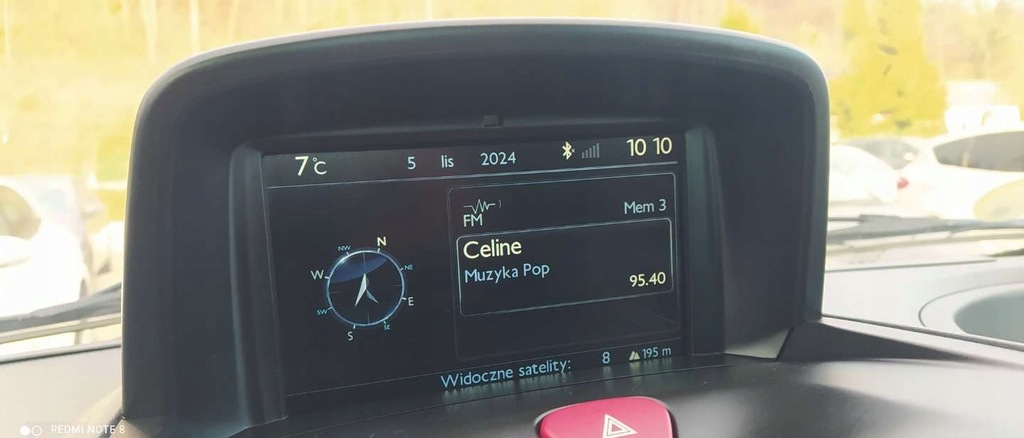 7°C 5 lis 2024 10 10
FM Mem 3
Celine
Muzyka Pop
95.40
NW N
W NE
SW E
S SE
Widoczne satelity: 8 195 m
REDMI NOTE 8